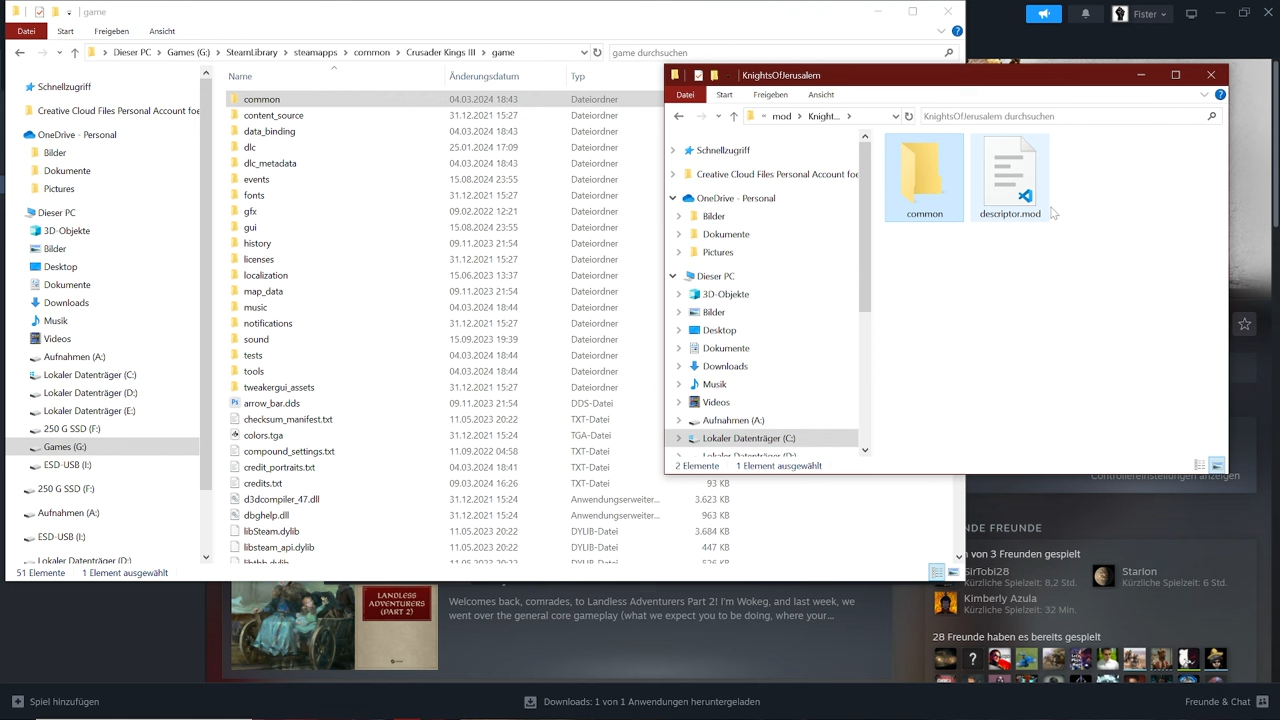 game
Datei Start Freigeben Ansicht
Dieser PC Games (G:) SteamLibrary steamapps common Crusader Kings III game
game durchsuchen
Schnellzugriff
Creative Cloud Files Personal Account foe
OneDrive - Personal
Bilder
Dokumente
Pictures
Dieser PC
3D-Objekte
Bilder
Desktop
Dokumente
Downloads
Musik
Videos
Aufnahmen (A:)
Lokaler Datenträger (C:)
Lokaler Datenträger (D:)
Lokaler Datenträger (E:)
250 G SSD (F:)
Games (G:)
ESD-USB (I:)
250 G SSD (F:)
Aufnahmen (A:)
ESD-USB (I:)
Lokaler Datenträger (D:)
Name Änderungsdatum Typ
common 04.03.2024 18:43 Dateiordner
content_source 31.12.2021 15:27 Dateiordner
data_binding 04.03.2024 18:43 Dateiordner
dlc 25.01.2024 17:09 Dateiordner
dlc_metadata 04.03.2024 18:43 Dateiordner
events 15.08.2024 23:55 Dateiordner
fonts 31.12.2021 15:27 Dateiordner
gfx 09.02.2022 12:21 Dateiordner
gui 15.08.2024 23:55 Dateiordner
history 09.11.2023 21:54 Dateiordner
licenses 31.12.2021 15:27 Dateiordner
localization 15.06.2023 13:37 Dateiordner
map_data 09.11.2023 21:54 Dateiordner
music 04.03.2024 18:44 Dateiordner
notifications 31.12.2021 15:27 Dateiordner
sound 15.09.2023 19:39 Dateiordner
tests 04.03.2024 18:44 Dateiordner
tools 04.03.2024 18:44 Dateiordner
tweakergui_assets 31.12.2021 15:27 Dateiordner
arrow_bar.dds 09.11.2023 21:54 DDS-Datei
checksum_manifest.txt 11.05.2023 20:22 TXT-Datei
colors.tga 31.12.2021 15:24 TGA-Datei
compound_settings.txt 11.09.2022 04:58 TXT-Datei
credit_portraits.txt 04.03.2024 18:41 TXT-Datei
credits.txt 09.03.2024 16:26 TXT-Datei 93 KB
d3dcompiler_47.dll 31.12.2021 15:24 Anwendungserweiter... 3.623 KB
dbghelp.dll 31.12.2021 15:24 Anwendungserweiter... 963 KB
libSteam.dylib 11.05.2023 20:22 DYLIB-Datei 3.684 KB
libsteam_api.dylib 11.05.2023 20:22 DYLIB-Datei 447 KB
libtbb.dylib 11.05.2023 20:22 DYLIB-Datei 526 KB
51 Elemente 1 Element ausgewählt
KnightsOfJerusalem
Datei Start Freigeben Ansicht
« mod Knight...
KnightsOfJerusalem durchsuchen
Schnellzugriff
Creative Cloud Files Personal Account foe
OneDrive - Personal
Bilder
Dokumente
Pictures
Dieser PC
3D-Objekte
Bilder
Desktop
Dokumente
Downloads
Musik
Videos
Aufnahmen (A:)
Lokaler Datenträger (C:)
Lokaler Datenträger (D:)
common
descriptor.mod
2 Elemente 1 Element ausgewählt
Fister
Controllereinstellungen anzeigen
NDE FREUNDE
n von 3 Freunden gespielt
SirTobi28
Kürzliche Spielzeit: 8,2 Std.
Starion
Kürzliche Spielzeit: 6 Std.
Kimberly Azula
Kürzliche Spielzeit: 32 Min.
28 Freunde haben es bereits gespielt
LANDLESS
ADVENTURERS
(PART 2)
Welcomes back, comrades, to Landless Adventurers Part 2! I'm Wokeg, and last week, we
went over the general core gameplay (what we expect you to be doing, where your...
Spiel hinzufügen
Downloads: 1 von 1 Anwendungen heruntergeladen
Freunde & Chat